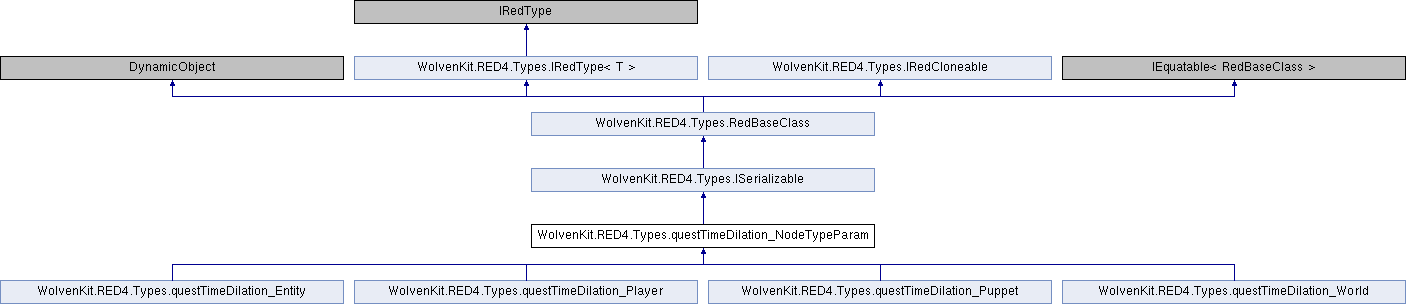 IRedType
DynamicObject
WolvenKit.RED4.Types.IRedType< T >
WolvenKit.RED4.Types.IRedCloneable
IEquatable< RedBaseClass >
WolvenKit.RED4.Types.RedBaseClass
WolvenKit.RED4.Types.ISerializable
WolvenKit.RED4.Types.questTimeDilation_NodeTypeParam
WolvenKit.RED4.Types.questTimeDilation_Entity
WolvenKit.RED4.Types.questTimeDilation_Player
WolvenKit.RED4.Types.questTimeDilation_Puppet
WolvenKit.RED4.Types.questTimeDilation_World